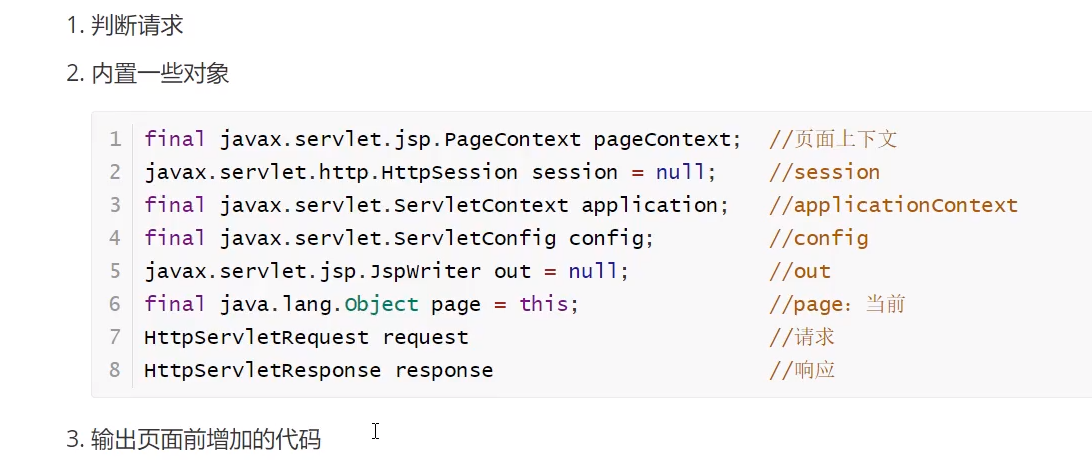 1. 判断请求
2. 内置一些对象
1 final javax.servlet.jsp.PageContext pageContext; //页面上下文
2 javax.servlet.http.HttpSession session = null; //session
3 final javax.servlet.ServletContext application; //applicationContext
4 final javax.servlet.ServletConfig config; //config
5 javax.servlet.jsp.JspWriter out = null; //out
6 final java.lang.Object page = this; //page：当前
7 HttpServletRequest request //请求
8 HttpServletResponse response //响应
3. 输出页面前增加的代码